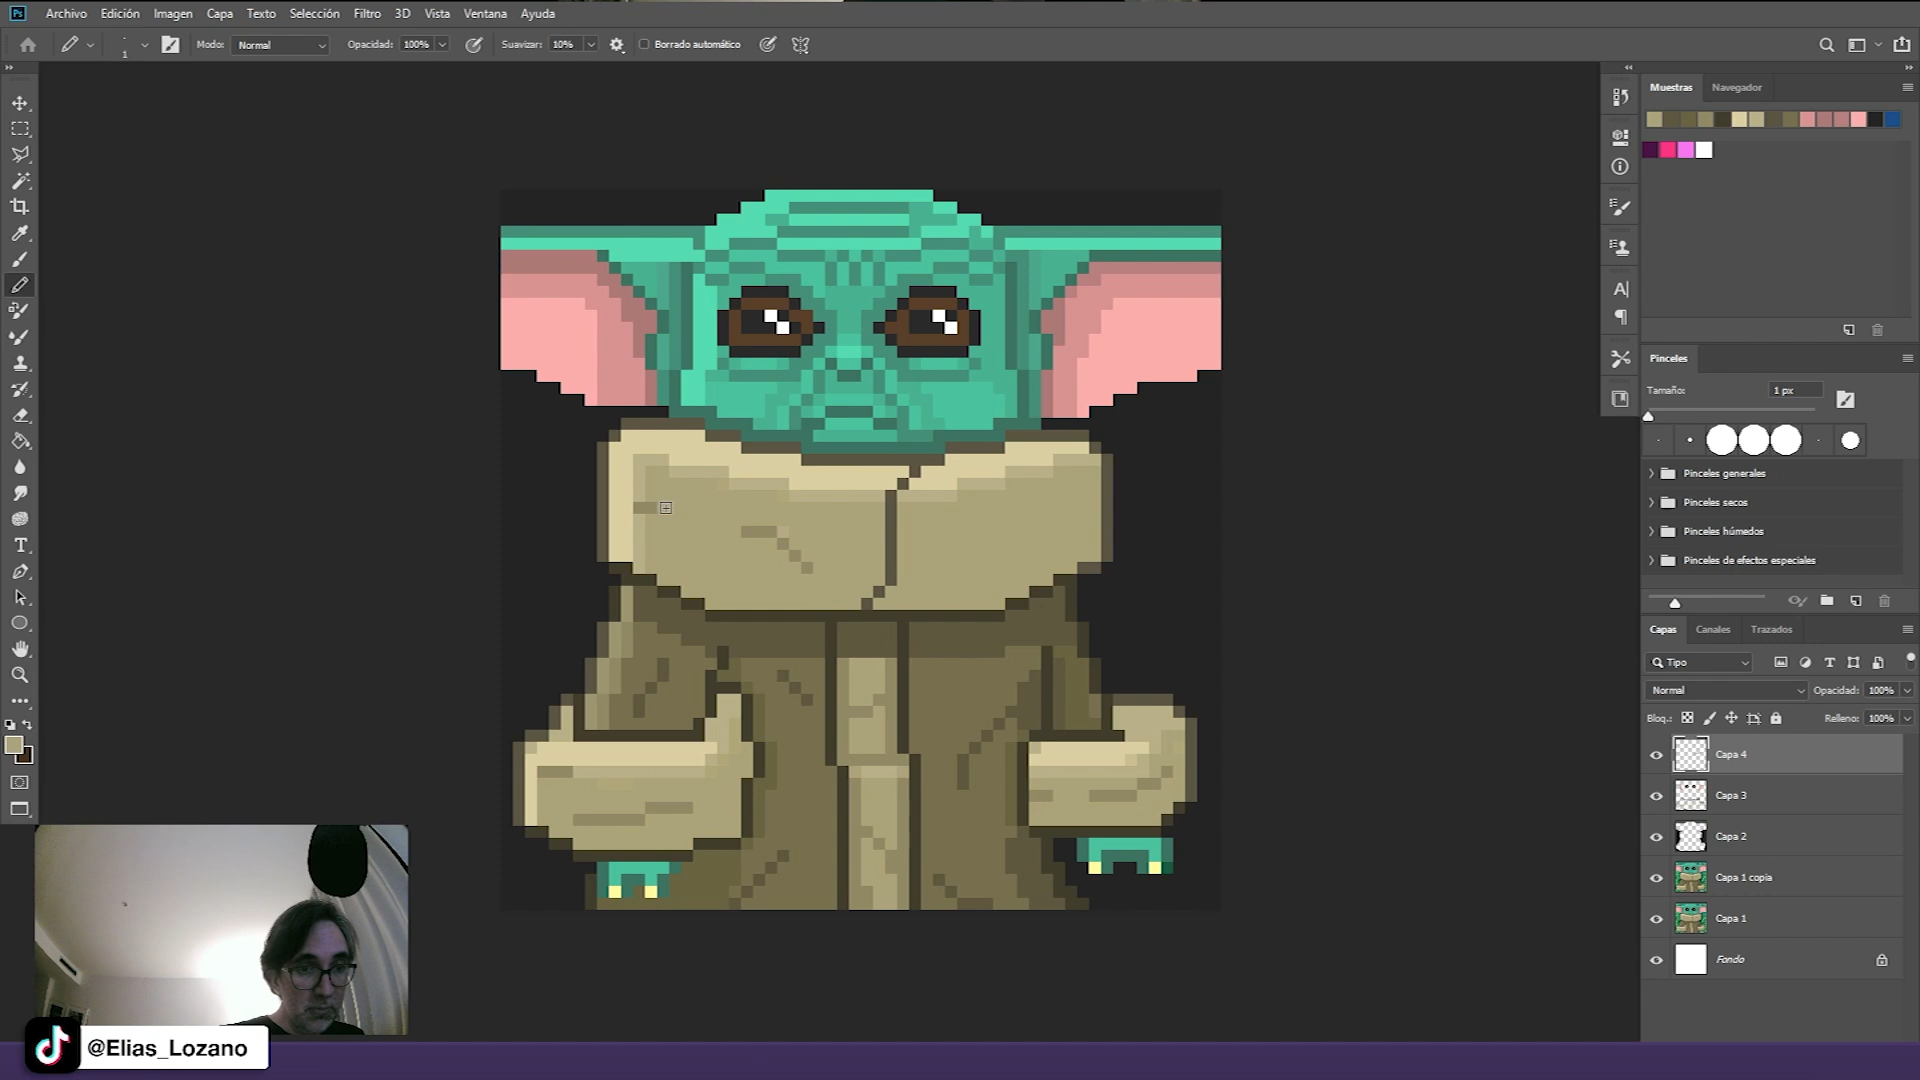 Ps Archivo Edición Imagen Capa Texto Selección Filtro 3D Vista Ventana Ayuda
1 Modo: Normal Opacidad: 100% Suavizar: 10% Borrado automático
Muestras Navegador
Pinceles
Tamaño: 1 px
Pinceles generales
Pinceles secos
Pinceles húmedos
Pinceles de efectos especiales
Capas Canales Trazados
Tipo
Normal Opacidad: 100%
Bloq.: Relleno: 100%
Capa 4
Capa 3
Capa 2
Capa 1 copia
Capa 1
Fondo
@Elias_Lozano